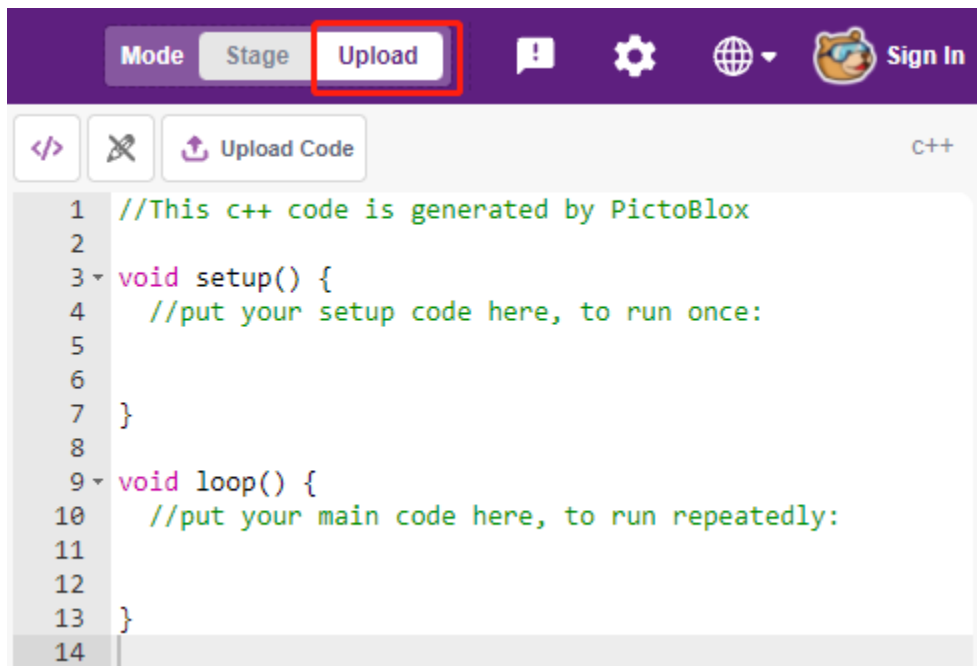 Mode Stage Upload Sign In
</> Upload Code c++
1 //This c++ code is generated by PictoBlox
2
3 void setup() {
4 //put your setup code here, to run once:
5
6
7 }
8
9 void loop() {
10 //put your main code here, to run repeatedly:
11
12
13 }
14